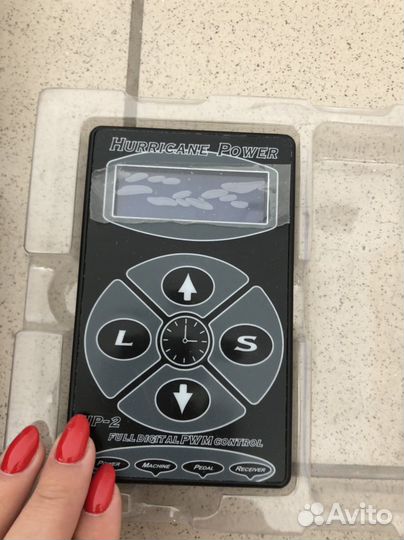 Hurricane Power
L
S
HP-2
FULL DIGITAL PWM CONTROL
Power Machine Pedal Receiver
Avito